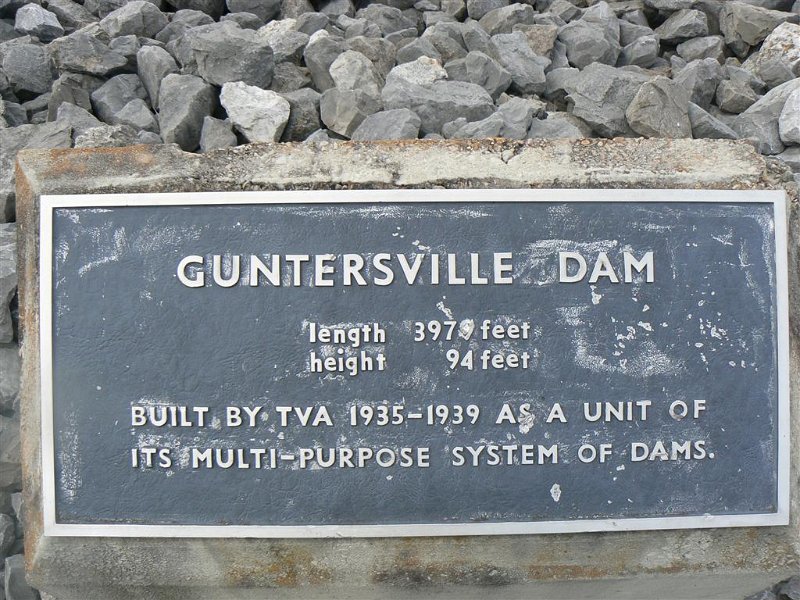 GUNTERSVILLE DAM
length 3979 feet
height 94 feet
BUILT BY TVA 1935-1939 AS A UNIT OF
ITS MULTI-PURPOSE SYSTEM OF DAMS.